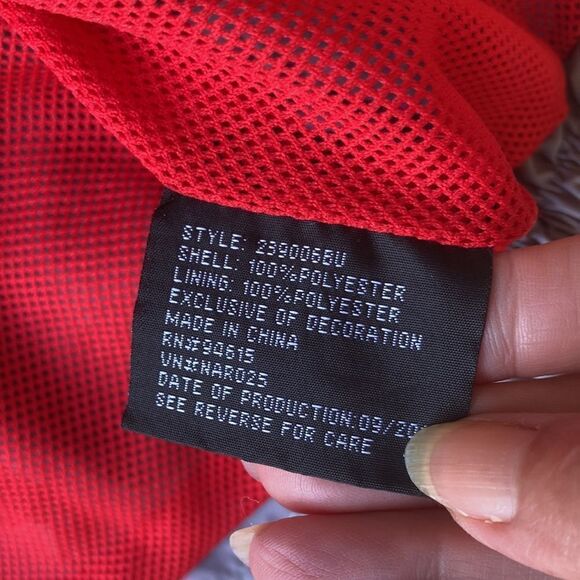 STYLE: 239006BU
SHELL: 100%POLYESTER
LINING: 100%POLYESTER
EXCLUSIVE OF DECORATION
MADE IN CHINA
RN#94615
VN#NAR025
DATE OF PRODUCTION:09/20
SEE REVERSE FOR CARE